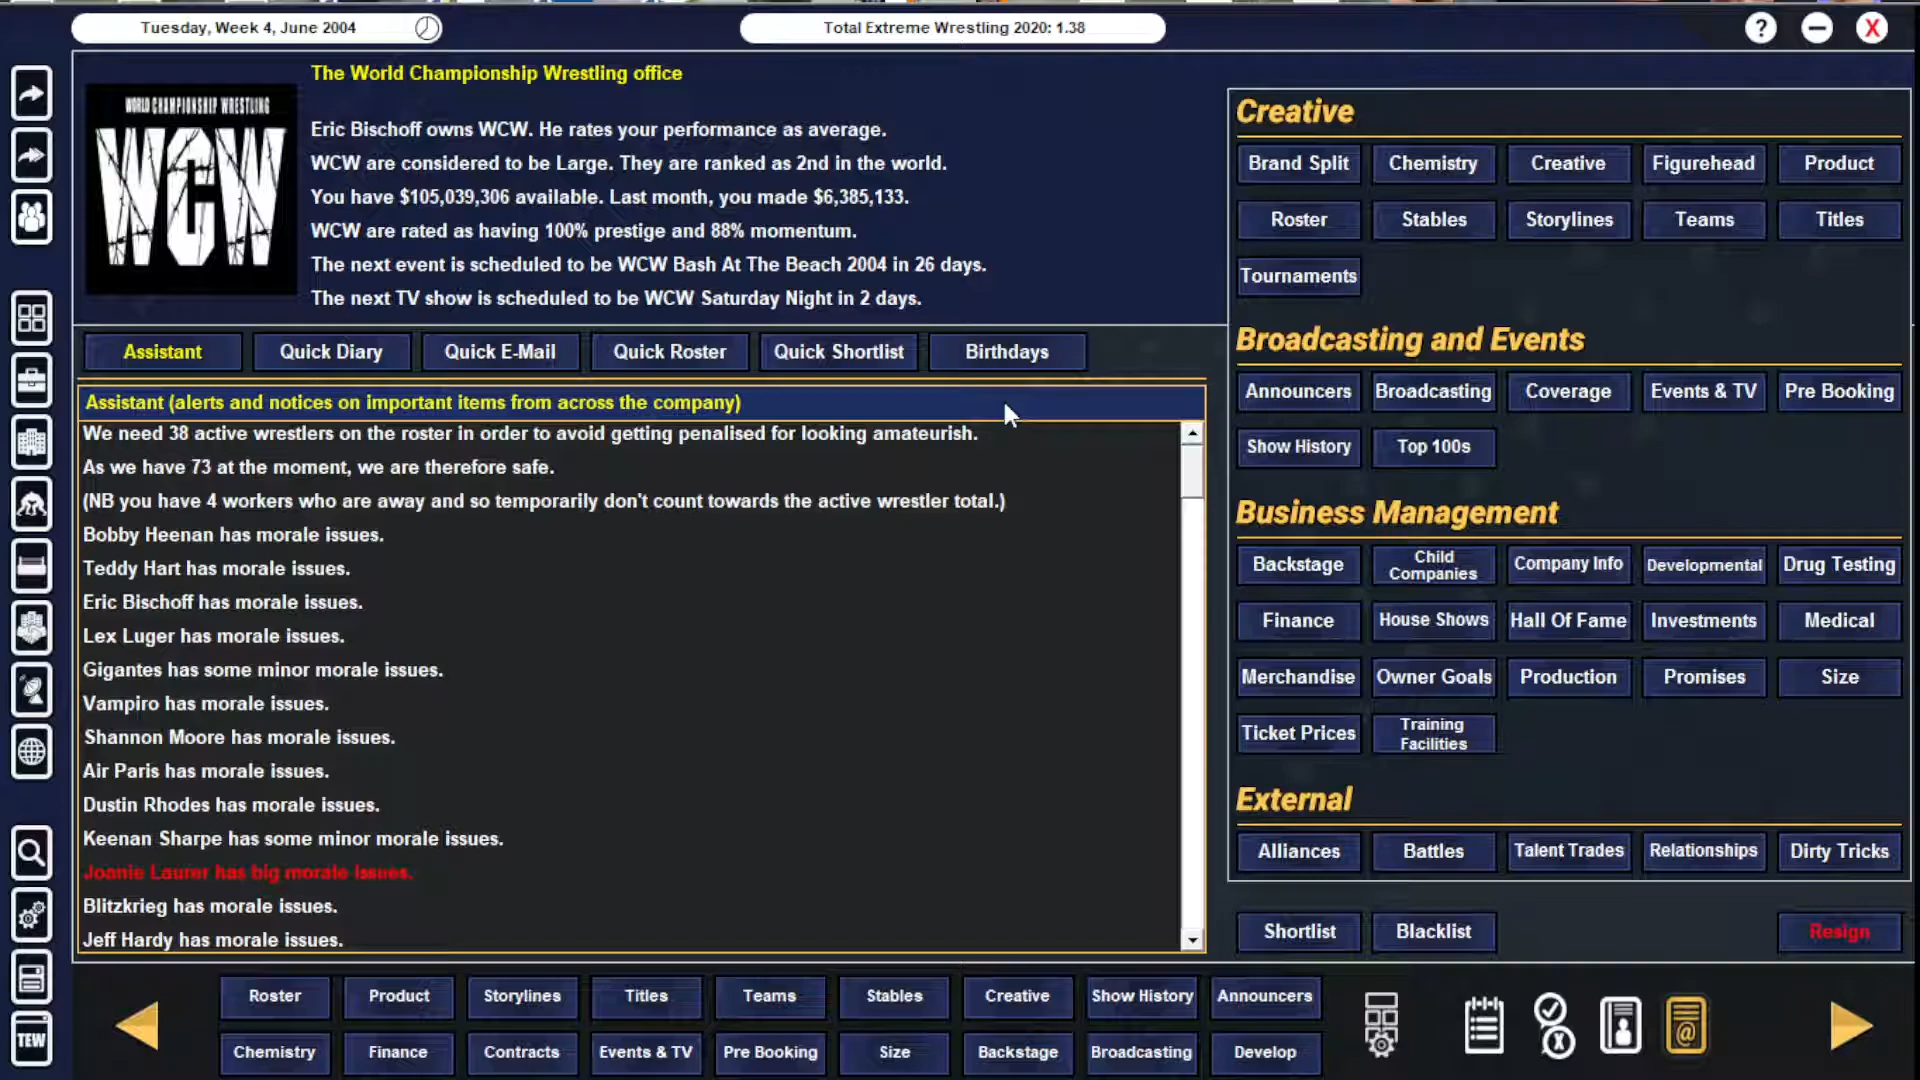 Tuesday, Week 4, June 2004
Total Extreme Wrestling 2020: 1.38
?
X
WORLD CHAMPIONSHIP WRESTLING
WCW
The World Championship Wrestling office
Eric Bischoff owns WCW. He rates your performance as average.
WCW are considered to be Large. They are ranked as 2nd in the world.
You have $105,039,306 available. Last month, you made $6,385,133.
WCW are rated as having 100% prestige and 88% momentum.
The next event is scheduled to be WCW Bash At The Beach 2004 in 26 days.
The next TV show is scheduled to be WCW Saturday Night in 2 days.
Assistant Quick Diary Quick E-Mail Quick Roster Quick Shortlist Birthdays
Assistant (alerts and notices on important items from across the company)
We need 38 active wrestlers on the roster in order to avoid getting penalised for looking amateurish.
As we have 73 at the moment, we are therefore safe.
(NB you have 4 workers who are away and so temporarily don't count towards the active wrestler total.)
Bobby Heenan has morale issues.
Teddy Hart has morale issues.
Eric Bischoff has morale issues.
Lex Luger has morale issues.
Gigantes has some minor morale issues.
Vampiro has morale issues.
Shannon Moore has morale issues.
Air Paris has morale issues.
Dustin Rhodes has morale issues.
Keenan Sharpe has some minor morale issues.
Joanie Laurer has big morale issues.
Blitzkrieg has morale issues.
Jeff Hardy has morale issues.
Creative
Brand Split Chemistry Creative Figurehead Product
Roster Stables Storylines Teams Titles
Tournaments
Broadcasting and Events
Announcers Broadcasting Coverage Events & TV Pre Booking
Show History Top 100s
Business Management
Backstage Child Companies Company Info Developmental Drug Testing
Finance House Shows Hall Of Fame Investments Medical
Merchandise Owner Goals Production Promises Size
Ticket Prices Training Facilities
External
Alliances Battles Talent Trades Relationships Dirty Tricks
Shortlist Blacklist Resign
Roster Product Storylines Titles Teams Stables Creative Show History Announcers
Chemistry Finance Contracts Events & TV Pre Booking Size Backstage Broadcasting Develop
TEW
@